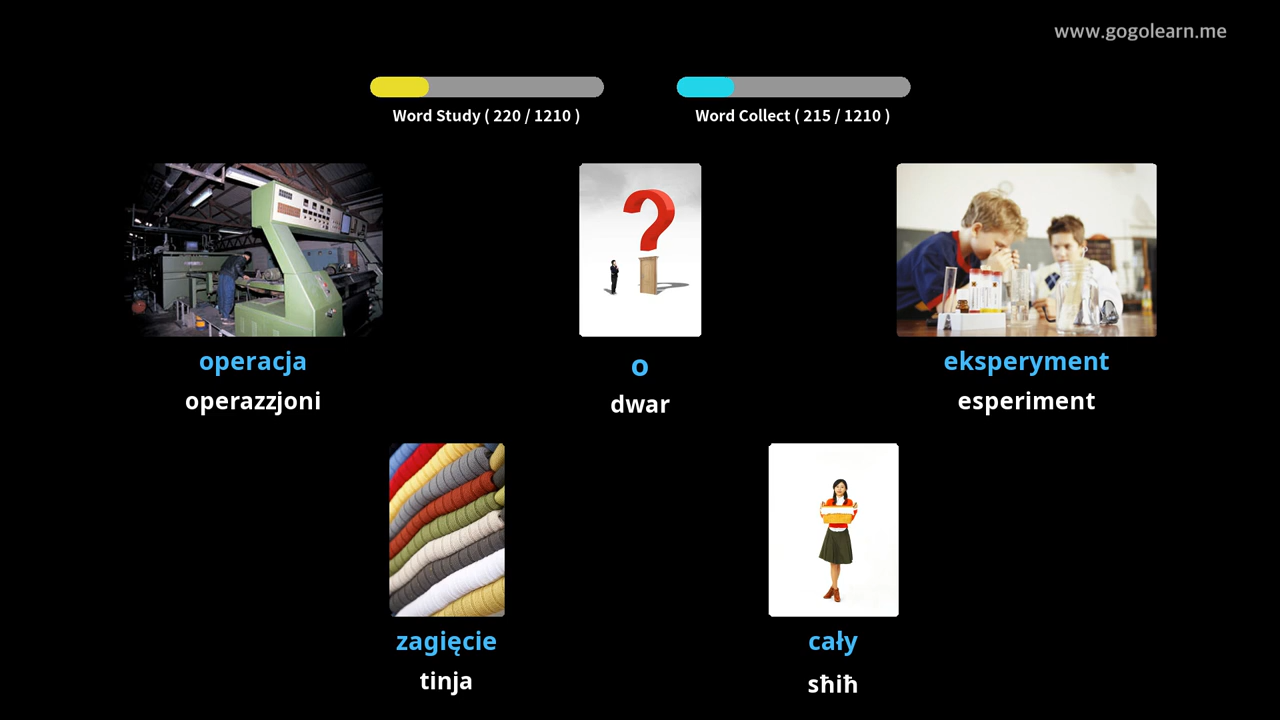 www.gogolearn.me
Word Study ( 220 / 1210 )
Word Collect ( 215 / 1210 )
operacja
operazzjoni
o
dwar
eksperyment
esperiment
zagięcie
tinja
cały
sħiħ